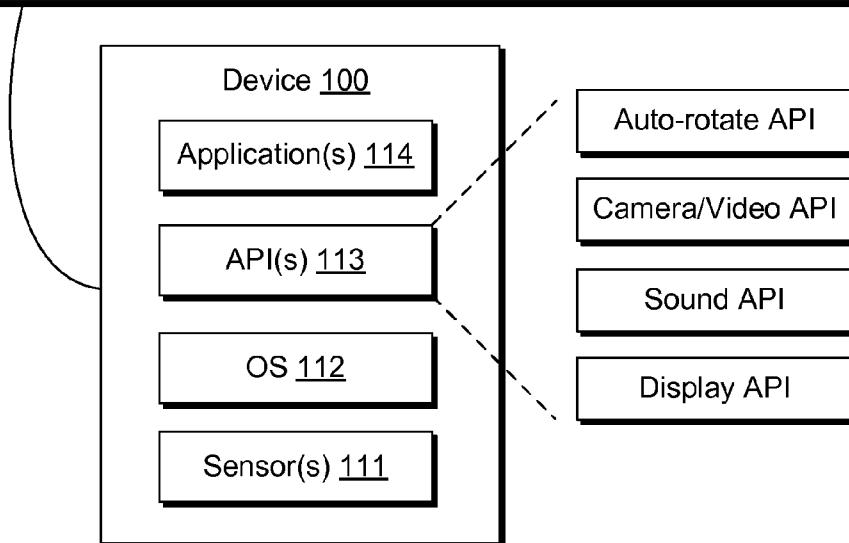 Device 100
Application(s) 114
API(s) 113
OS 112
Sensor(s) 111
Auto-rotate API
Camera/Video API
Sound API
Display API